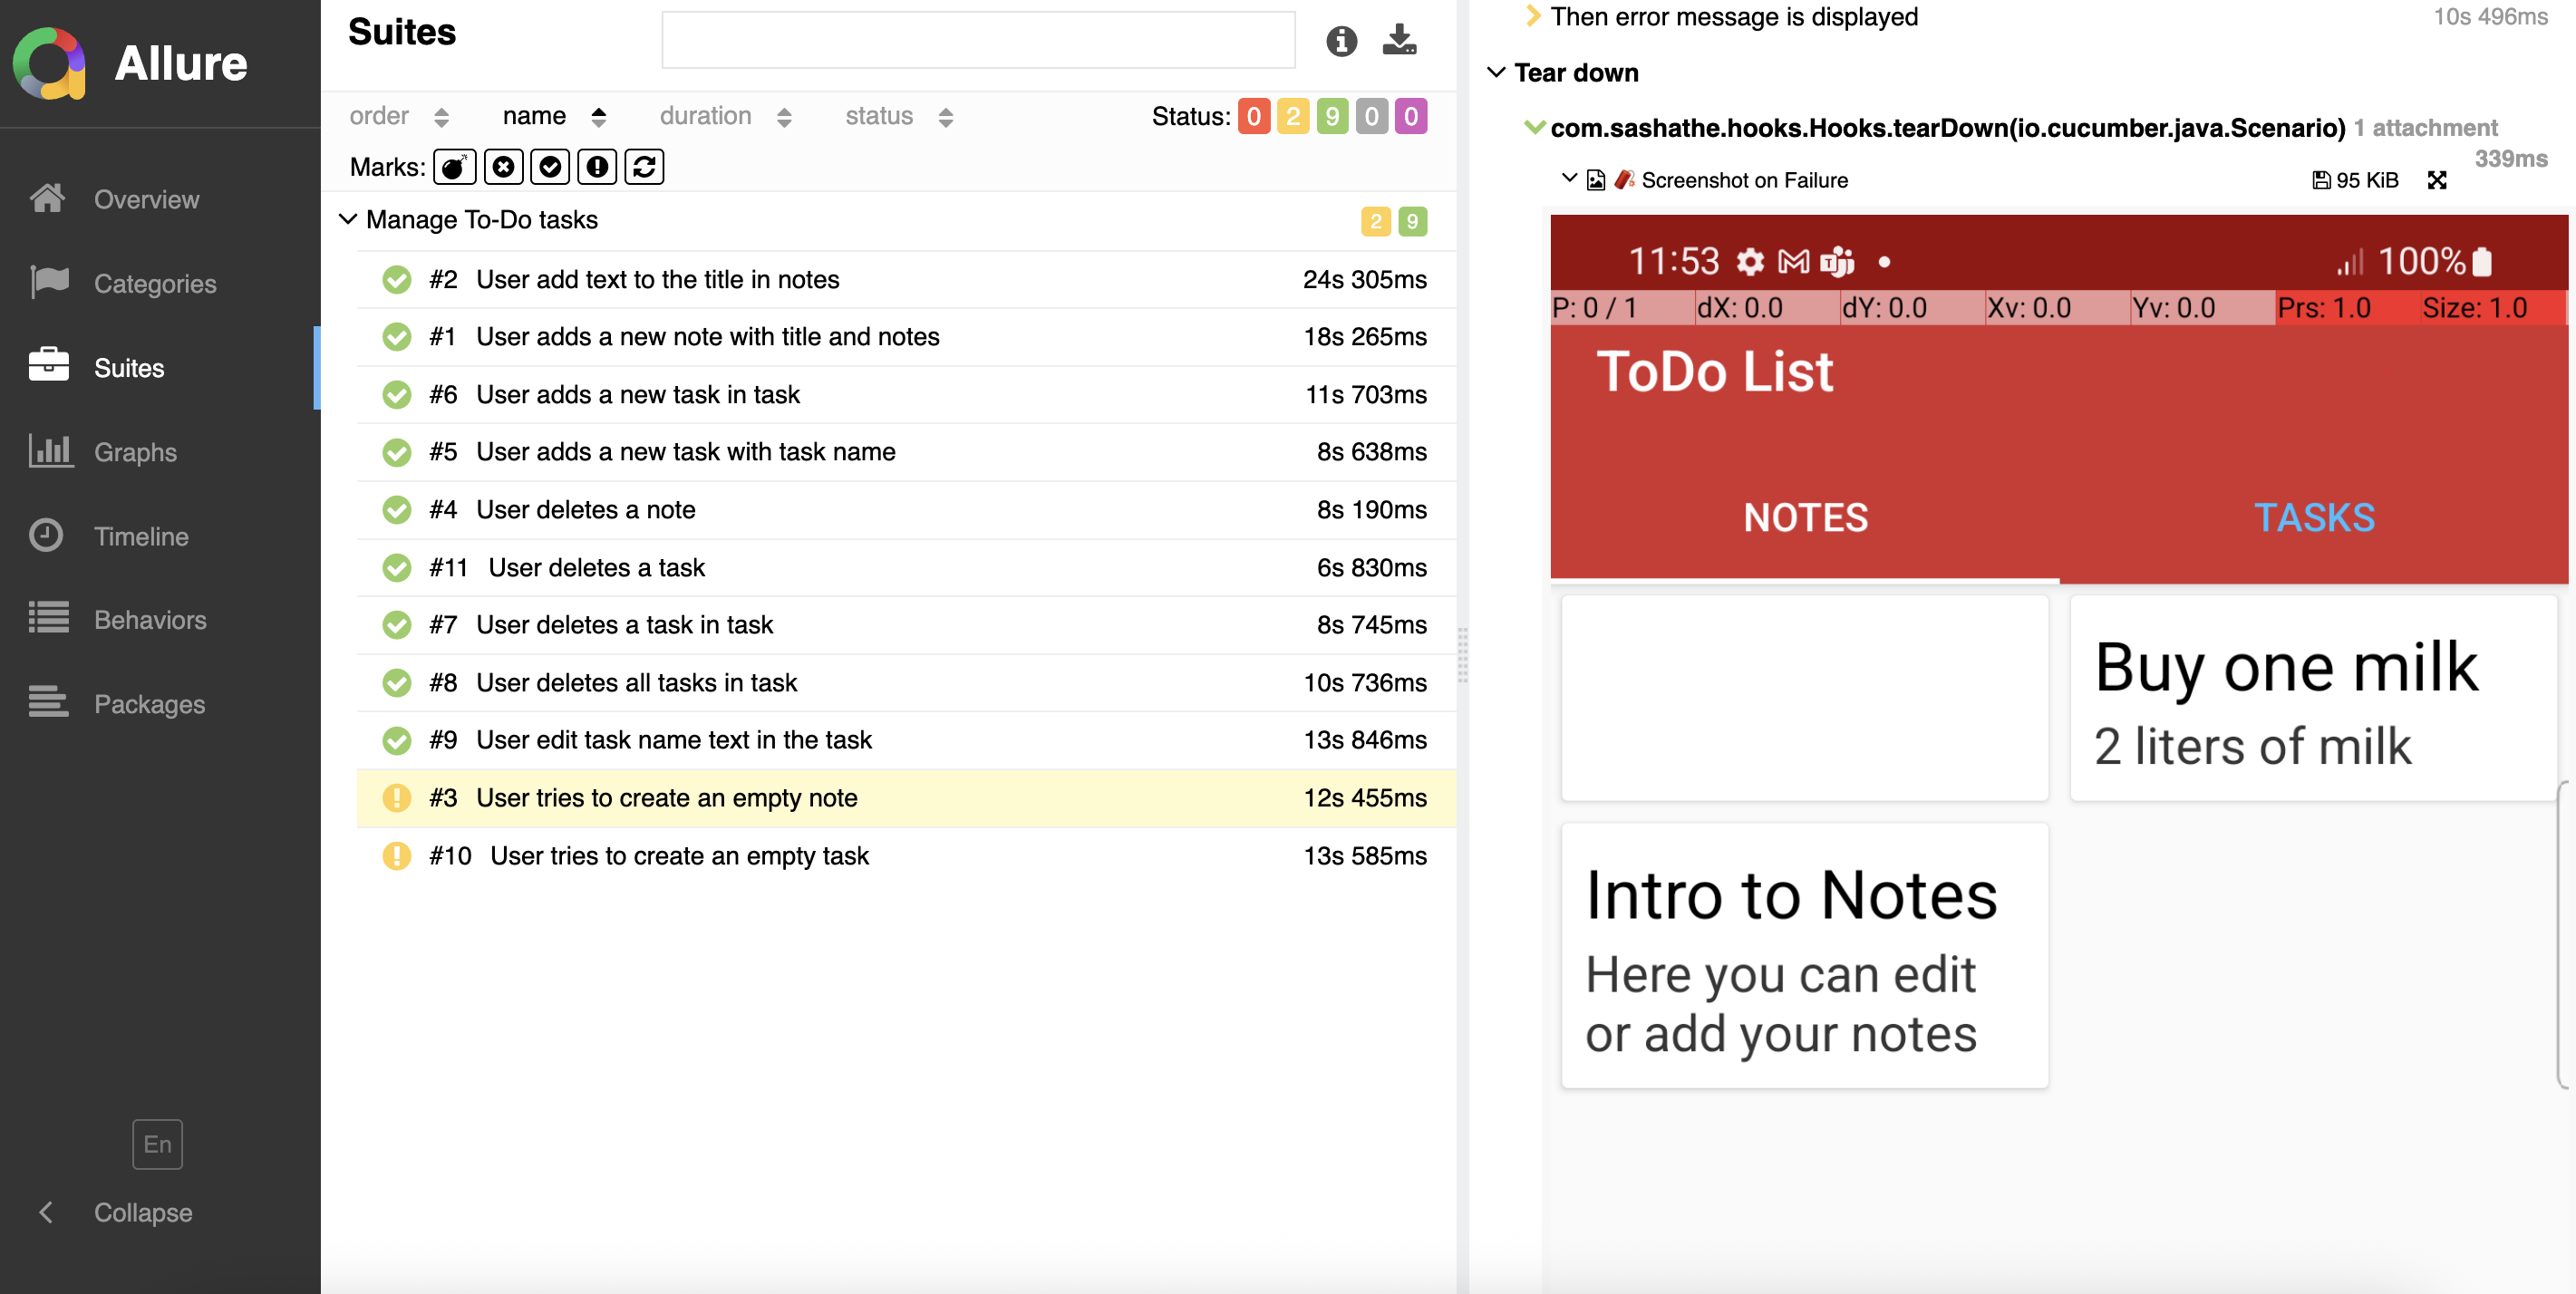 Allure
Overview
Categories
Suites
Graphs
Timeline
Behaviors
Packages
En
Collapse
Suites
order name duration status Status: 0 2 9 0 0
Marks:
Manage To-Do tasks 2 9
#2 User add text to the title in notes 24s 305ms
#1 User adds a new note with title and notes 18s 265ms
#6 User adds a new task in task 11s 703ms
#5 User adds a new task with task name 8s 638ms
#4 User deletes a note 8s 190ms
#11 User deletes a task 6s 830ms
#7 User deletes a task in task 8s 745ms
#8 User deletes all tasks in task 10s 736ms
#9 User edit task name text in the task 13s 846ms
#3 User tries to create an empty note 12s 455ms
#10 User tries to create an empty task 13s 585ms
Then error message is displayed 10s 496ms
Tear down
com.sashathe.hooks.Hooks.tearDown(io.cucumber.java.Scenario) 1 attachment
339ms
Screenshot on Failure 95 KiB
11:53 100%
P: 0 / 1 dX: 0.0 dY: 0.0 Xv: 0.0 Yv: 0.0 Prs: 1.0 Size: 1.0
ToDo List
NOTES TASKS
Buy one milk
2 liters of milk
Intro to Notes
Here you can edit
or add your notes